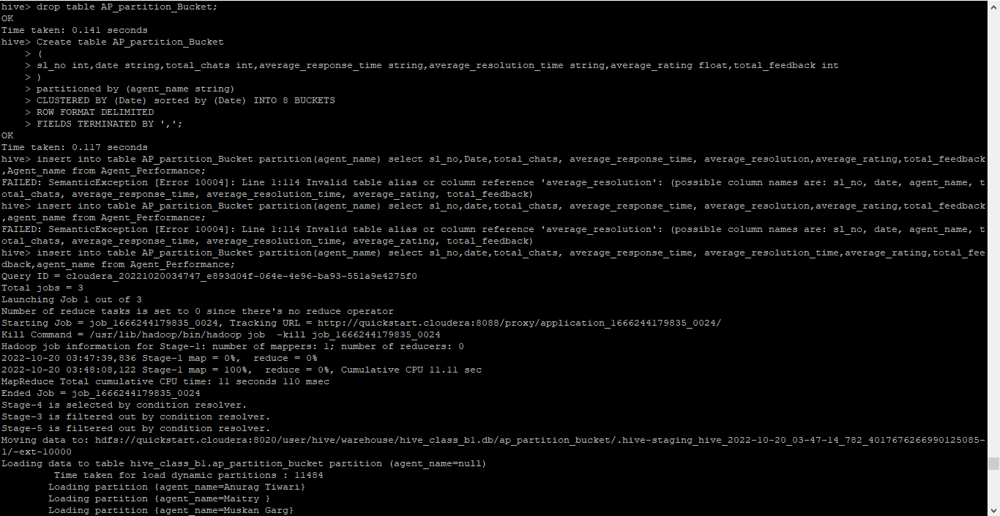 hive> drop table AP_partition_Bucket;
OK
Time taken: 0.141 seconds
hive> Create table AP_partition_Bucket
    > (
    > sl_no int,date string,total_chats int,average_response_time string,average_resolution_time string,average_rating float,total_feedback int
    > )
    > partitioned by (agent_name string)
    > CLUSTERED BY (Date) sorted by (Date) INTO 8 BUCKETS
    > ROW FORMAT DELIMITED
    > FIELDS TERMINATED BY ',';
OK
Time taken: 0.117 seconds
hive> insert into table AP_partition_Bucket partition(agent_name) select sl_no,Date,total_chats, average_response_time, average_resolution,average_rating,total_feedback
,Agent_name from Agent_Performance;
FAILED: SemanticException [Error 10004]: Line 1:114 Invalid table alias or column reference 'average_resolution': (possible column names are: sl_no, date, agent_name, t
otal_chats, average_response_time, average_resolution_time, average_rating, total_feedback)
hive> insert into table AP_partition_Bucket partition(agent_name) select sl_no,date,total_chats, average_response_time, average_resolution,average_rating,total_feedback
,agent_name from Agent_Performance;
FAILED: SemanticException [Error 10004]: Line 1:114 Invalid table alias or column reference 'average_resolution': (possible column names are: sl_no, date, agent_name, t
otal_chats, average_response_time, average_resolution_time, average_rating, total_feedback)
hive> insert into table AP_partition_Bucket partition(agent_name) select sl_no,date,total_chats, average_response_time, average_resolution_time,average_rating,total_fee
dback,agent_name from Agent_Performance;
Query ID = cloudera_20221020034747_e893d04f-064e-4e96-ba93-551a9e4275f0
Total jobs = 3
Launching Job 1 out of 3
Number of reduce tasks is set to 0 since there's no reduce operator
Starting Job = job_1666244179835_0024, Tracking URL = http://quickstart.cloudera:8088/proxy/application_1666244179835_0024/
Kill Command = /usr/lib/hadoop/bin/hadoop job  -kill job_1666244179835_0024
Hadoop job information for Stage-1: number of mappers: 1; number of reducers: 0
2022-10-20 03:47:39,836 Stage-1 map = 0%,  reduce = 0%
2022-10-20 03:48:08,122 Stage-1 map = 100%,  reduce = 0%, Cumulative CPU 11.11 sec
MapReduce Total cumulative CPU time: 11 seconds 110 msec
Ended Job = job_1666244179835_0024
Stage-4 is selected by condition resolver.
Stage-3 is filtered out by condition resolver.
Stage-5 is filtered out by condition resolver.
Moving data to: hdfs://quickstart.cloudera:8020/user/hive/warehouse/hive_class_b1.db/ap_partition_bucket/.hive-staging_hive_2022-10-20_03-47-14_782_4017676266990125085-
1/-ext-10000
Loading data to table hive_class_b1.ap_partition_bucket partition (agent_name=null)
         Time taken for load dynamic partitions : 11484
        Loading partition {agent_name=Anurag Tiwari}
        Loading partition {agent_name=Maitry }
        Loading partition {agent_name=Muskan Garg}